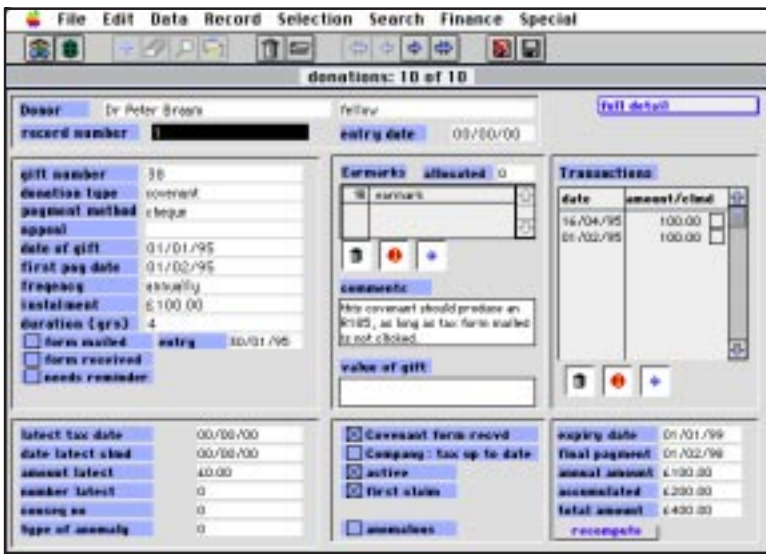 File Edit Data Record Selection Search Finance Special
donations: 10 of 10
Donor Dr Peter fellow
full detail
record number 1 entry date 00/00/00
gift number 38
donation type covenant
payment method cheque
appeal
date of gift 01/01/95
first pay date 01/02/95
freqency annually
instalment £100.00
duration (yrs) 4
form mailed entry 30/01/95
form received
needs reminder
Earmarks allocated 0
18 earmark
comments
this covenant should produce an
R185, as long as tax form mailed
is not clicked.
value of gift
Transactions
date amount/clmd
16/04/95 100.00
01/02/95 100.00
latest tax date 00/00/00
date latest clmd 00/00/00
amount latest £0.00
number latest 0
conseq no 0
type of anomaly 0
Covenant form recvd
Company: tax up to date
active
first claim
anomalous
expiry date 01/01/99
final payment 01/02/98
annual amount £100.00
accumulated £200.00
total amount £400.00
recompute